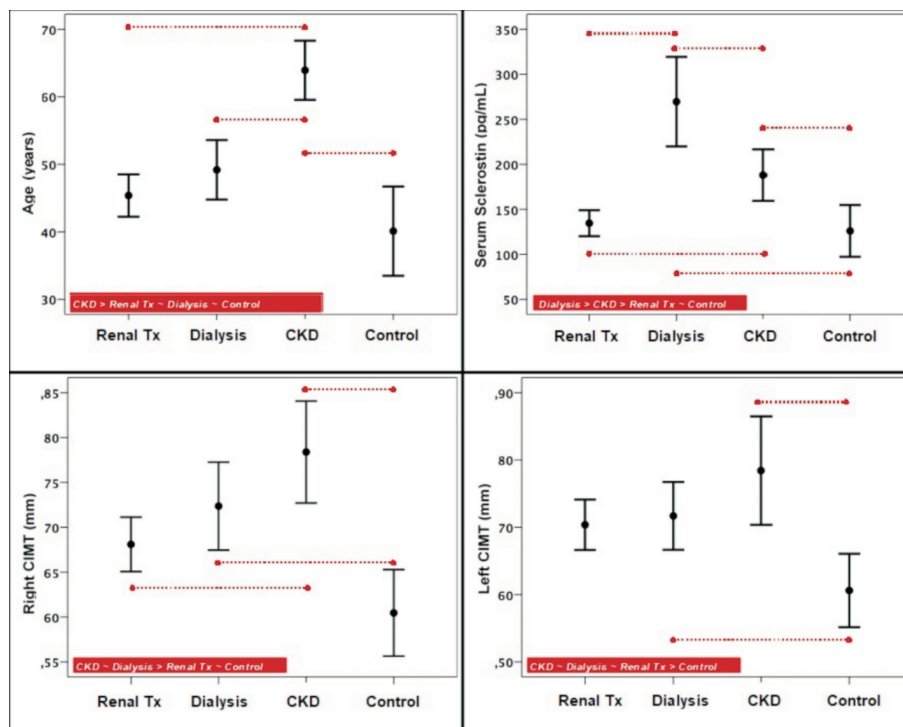 Age (years)
70
60
50
40
30
CKD > Renal Tx ~ Dialysis ~ Control
Renal Tx Dialysis CKD Control
Serum Sclerostin (pg/mL)
350
300
250
200
150
100
50
Dialysis > CKD > Renal Tx ~ Control
Renal Tx Dialysis CKD Control
Right CIMT (mm)
,85
80
75
70
65
60
,55
CKD ~ Dialysis > Renal Tx ~ Control
Renal Tx Dialysis CKD Control
Left CIMT (mm)
,90
80
70
60
,50
CKD ~ Dialysis ~ Renal Tx > Control
Renal Tx Dialysis CKD Control